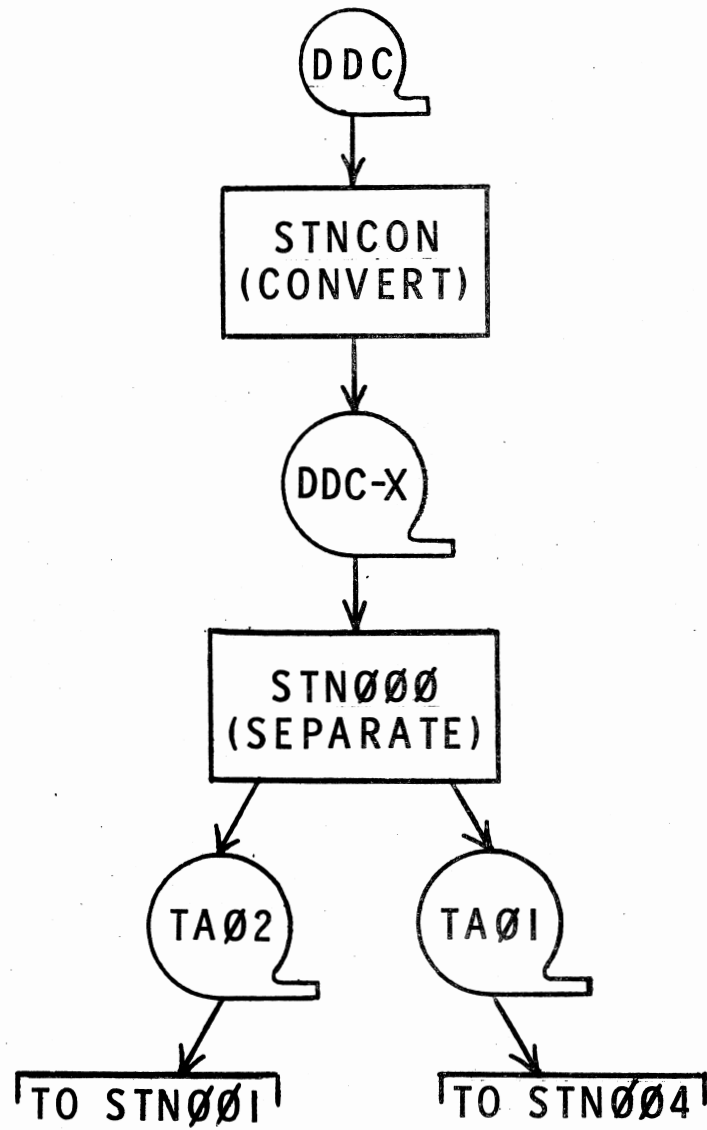 DDC
STNCON
(CONVERT)
DDC-X
STNØØØ
(SEPARATE)
TAØ2
TAØ1
TO STNØØ1
TO STNØØ4